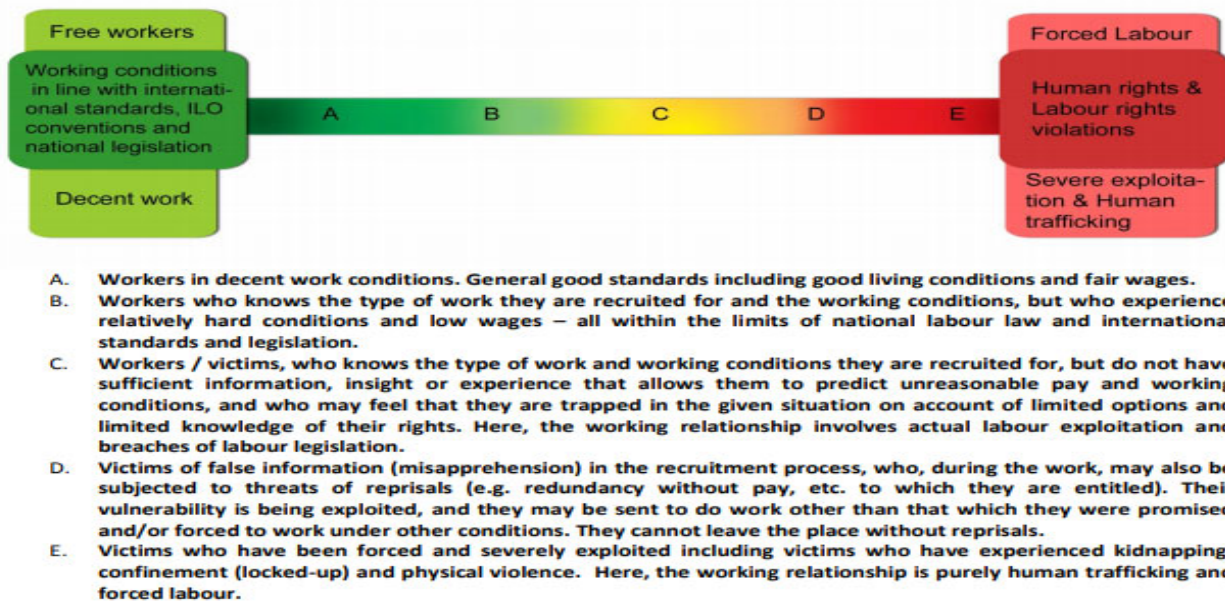 Free workers
Working conditions
in line with internati-
onal standards, ILO
conventions and
national legislation
Decent work
A B C D E
Forced Labour
Human rights &
Labour rights
violations
Severe exploita-
tion & Human
trafficking
A. Workers in decent work conditions. General good standards including good living conditions and fair wages.
B. Workers who knows the type of work they are recruited for and the working conditions, but who experience
relatively hard conditions and low wages – all within the limits of national labour law and internationa
standards and legislation.
C. Workers / victims, who knows the type of work and working conditions they are recruited for, but do not have
sufficient information, insight or experience that allows them to predict unreasonable pay and working
conditions, and who may feel that they are trapped in the given situation on account of limited options and
limited knowledge of their rights. Here, the working relationship involves actual labour exploitation and
breaches of labour legislation.
D. Victims of false information (misapprehension) in the recruitment process, who, during the work, may also be
subjected to threats of reprisals (e.g. redundancy without pay, etc. to which they are entitled). Thei
vulnerability is being exploited, and they may be sent to do work other than that which they were promised
and/or forced to work under other conditions. They cannot leave the place without reprisals.
E. Victims who have been forced and severely exploited including victims who have experienced kidnapping
confinement (locked-up) and physical violence. Here, the working relationship is purely human trafficking and
forced labour.